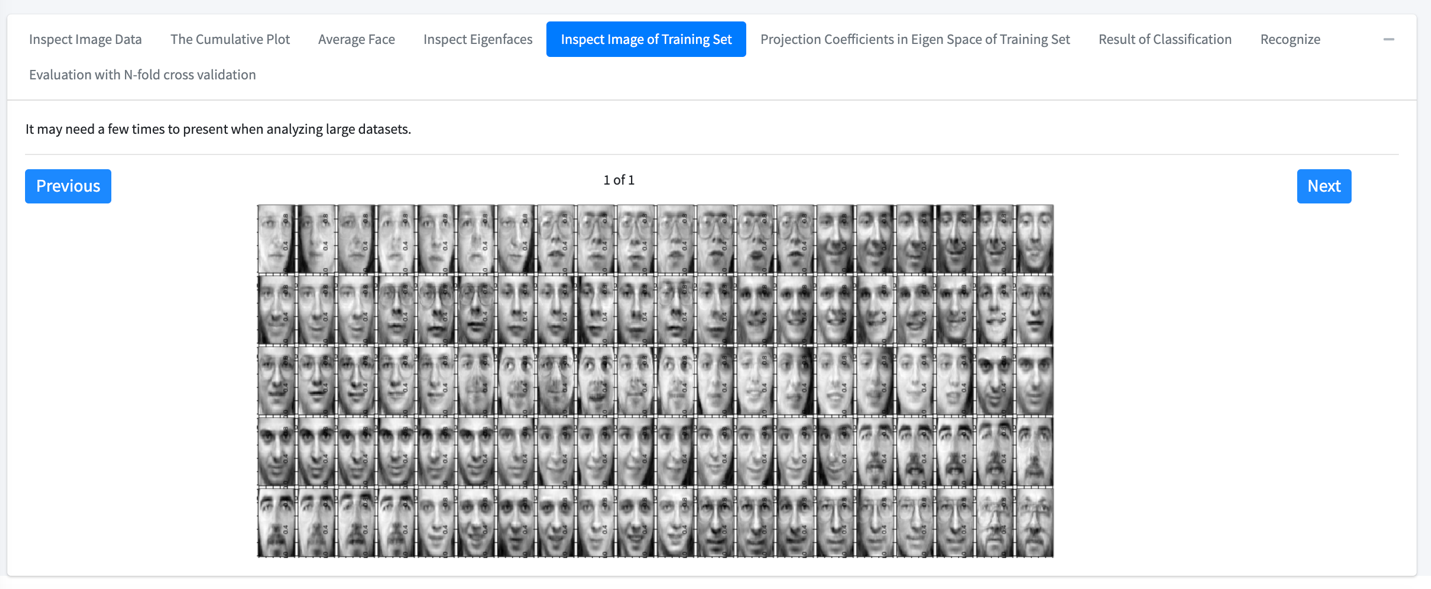 Inspect Image Data The Cumulative Plot Average Face Inspect Eigenfaces Inspect Image of Training Set Projection Coefficients in Eigen Space of Training Set Result of Classification Recognize
Evaluation with N-fold cross validation
It may need a few times to present when analyzing large datasets.
Previous 1 of 1 Next